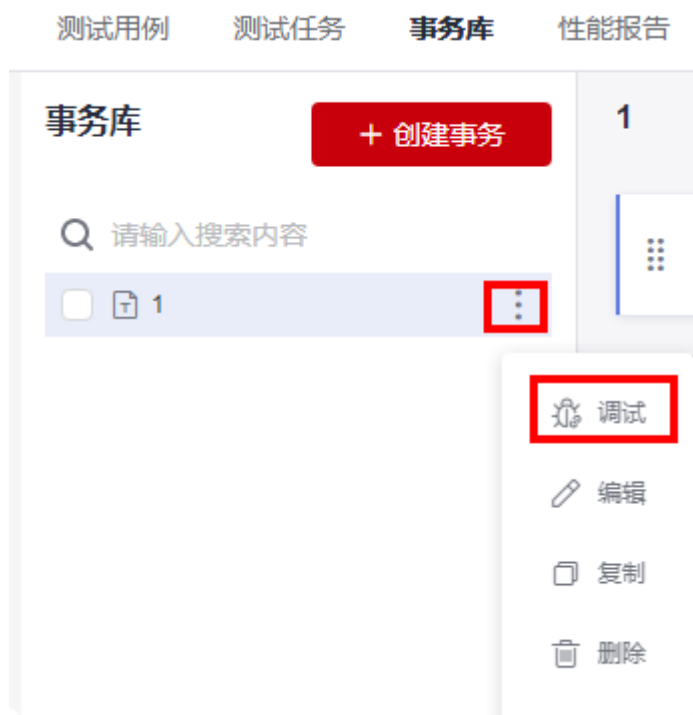 测试用例 测试任务 事务库 性能报告
事务库
+ 创建事务
1
请输入搜索内容
T 1
调试
编辑
复制
删除